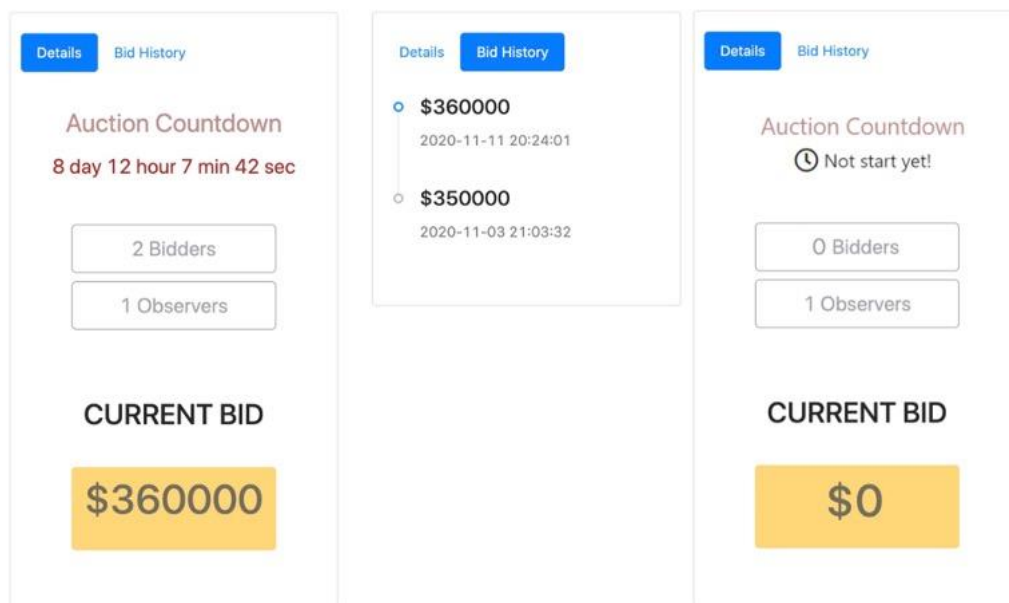 Details Bid History
Auction Countdown
8 day 12 hour 7 min 42 sec
2 Bidders
1 Observers
CURRENT BID
$360000
Details Bid History
$360000
2020-11-11 20:24:01
$350000
2020-11-03 21:03:32
Details Bid History
Auction Countdown
Not start yet!
0 Bidders
1 Observers
CURRENT BID
$0